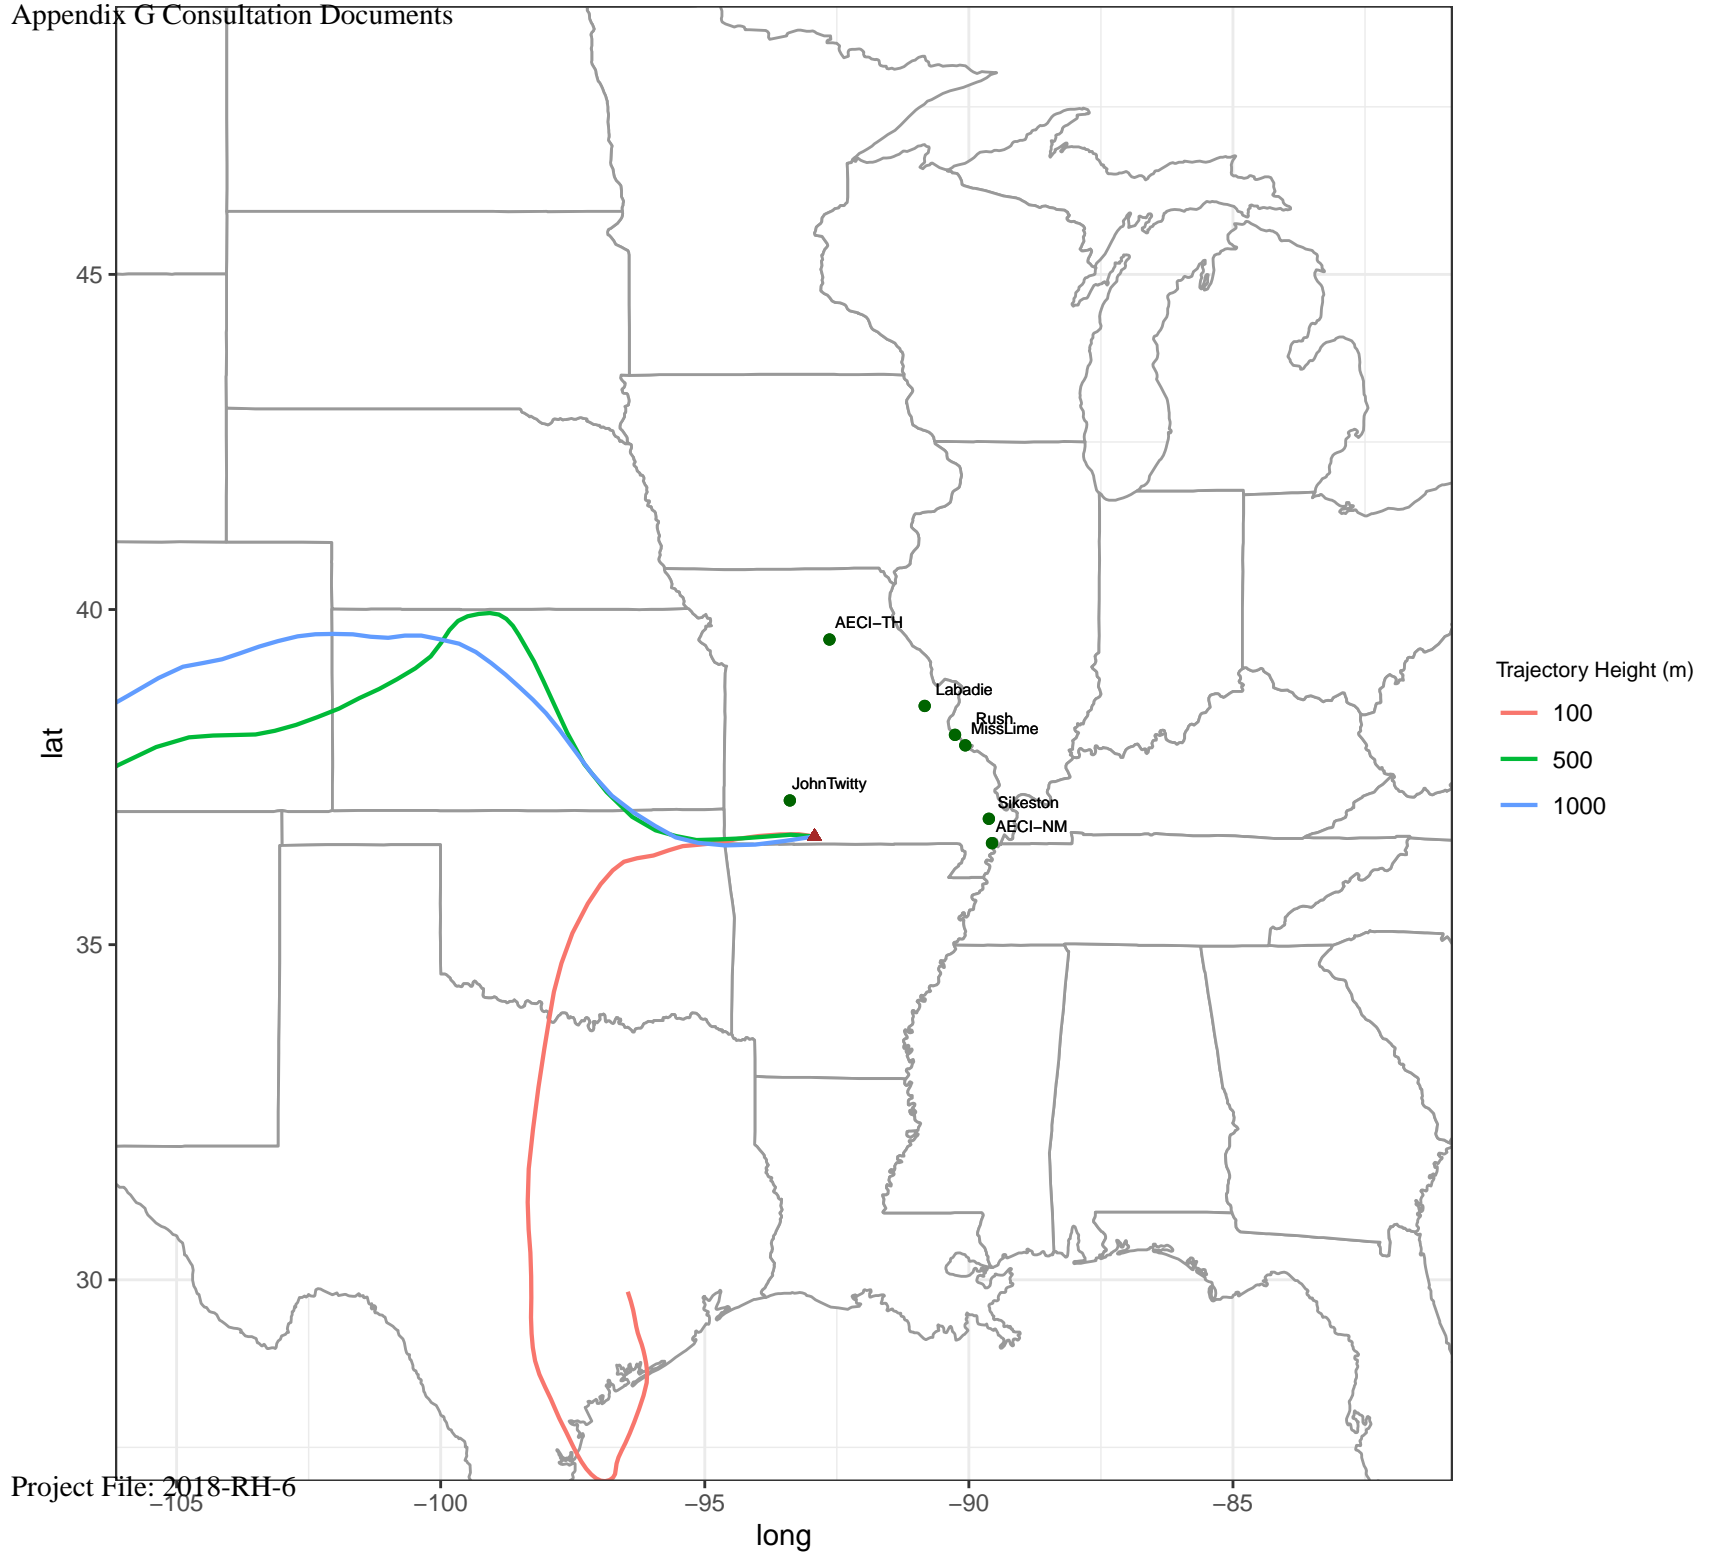 Appendix G Consultation Documents
45
40
35
30
lat
AECI−TH
Labadie
Rush
MissLime
JohnTwitty
Sikeston
AECI−NM
Trajectory Height (m)
100
500
1000
Project File: 2018-RH-6
−105
−100
−95
−90
−85
long